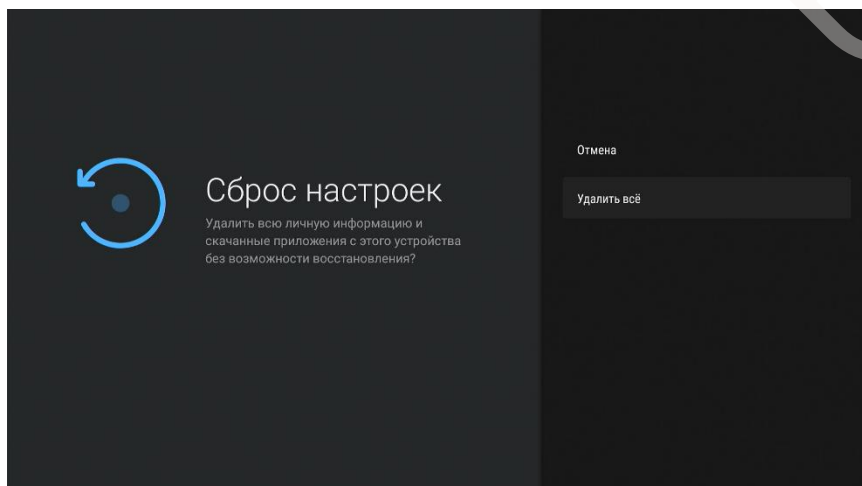 Сброс настроек
Удалить всю личную информацию и
скачанные приложения с этого устройства
без возможности восстановления?
Отмена
Удалить всё